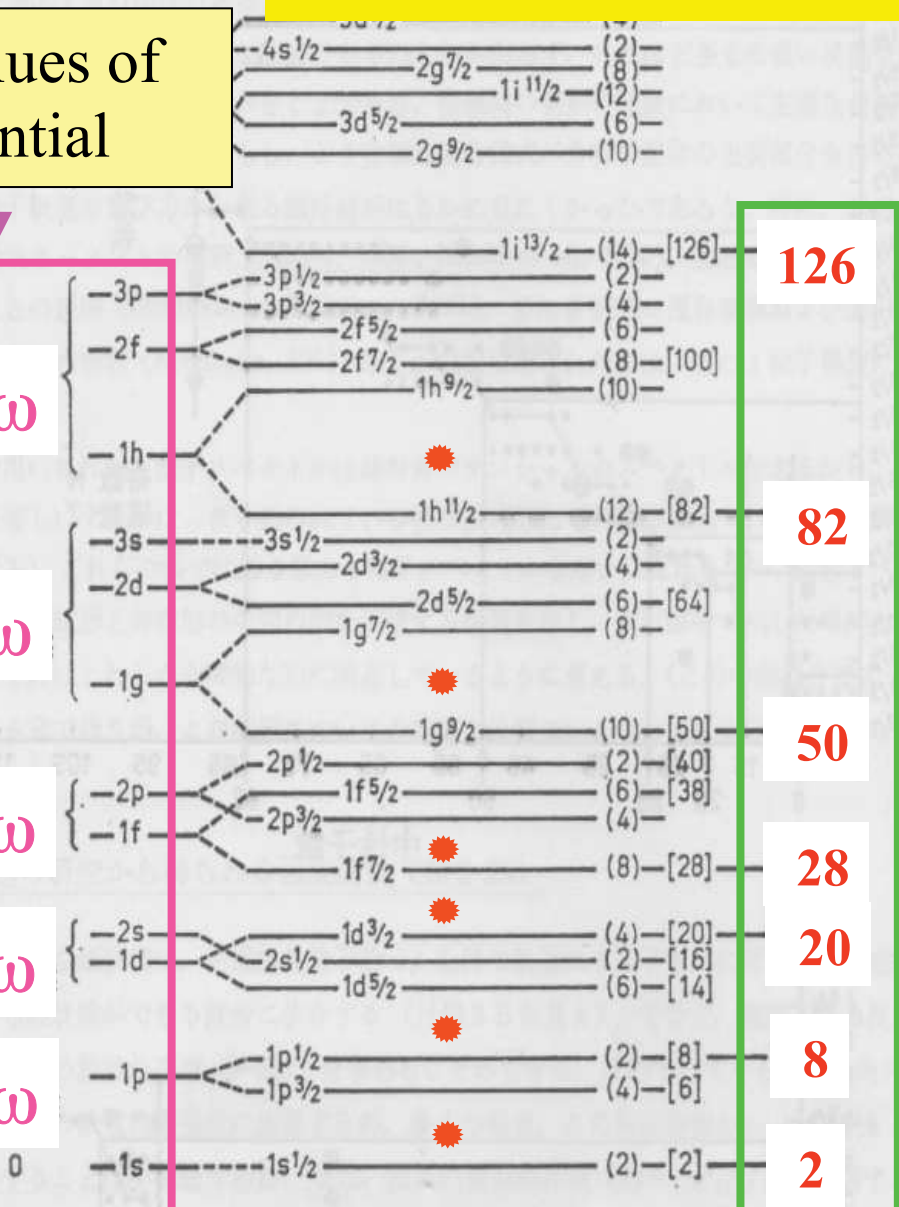 lues of
ntial
4s1/2 (2)
2g7/2 (8)
1i11/2 (12)
3d5/2 (6)
2g9/2 (10)
1i13/2 (14) [126] 126
3p1/2 (2)
3p
3p3/2 (4)
2f5/2 (6)
2f
2f7/2 (8) [100]
1h9/2 (10)
ω
1h
1h11/2 (12) [82] 82
3s 3s1/2 (2)
2d3/2 (4)
2d
2d5/2 (6) [64]
1g7/2 (8)
ω
1g
1g9/2 (10) [50] 50
2p1/2 (2) [40]
2p 1f5/2 (6) [38]
2p3/2 (4)
ω
1f
1f7/2 (8) [28] 28
2s 1d3/2 (4) [20] 20
1d 2s1/2 (2) [16]
ω
1d5/2 (6) [14]
1p1/2 (2) [8] 8
1p
1p3/2 (4) [6]
ω
0 1s 1s1/2 (2) [2] 2